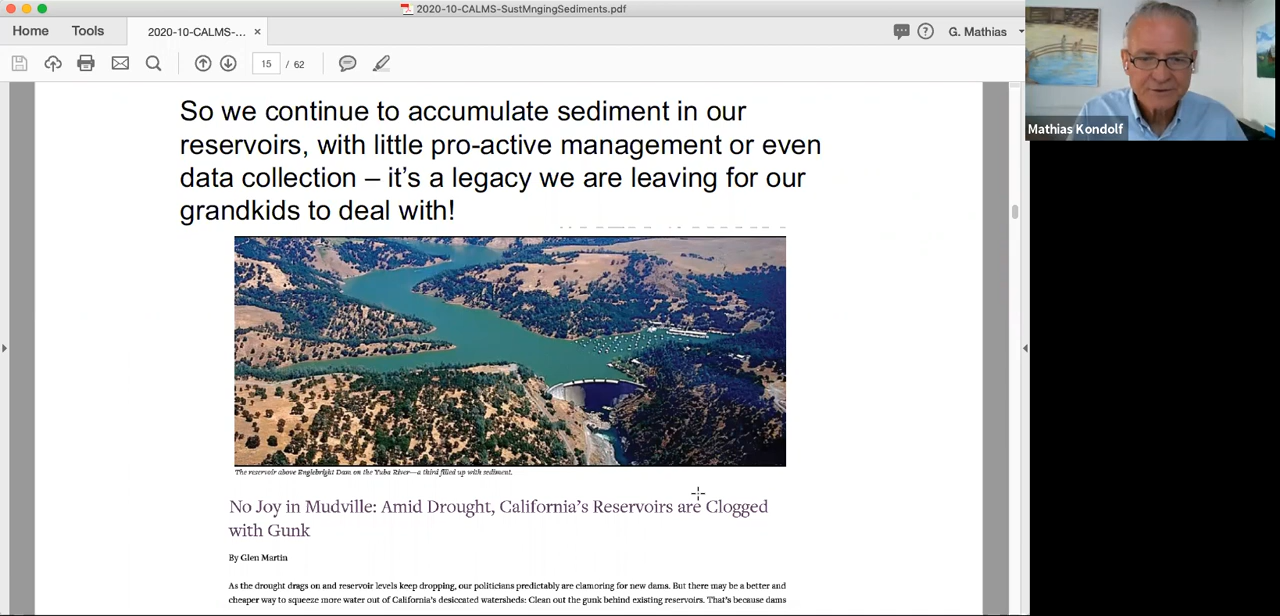 2020-10-CALMS-SustMngingSediments.pdf
Home
Tools
2020-10-CALMS-...
G. Mathias
15 / 62
So we continue to accumulate sediment in our
reservoirs, with little pro-active management or even
data collection – it’s a legacy we are leaving for our
grandkids to deal with!
The reservoir above Englebright Dam on the Yuba River—a third filled up with sediment.
No Joy in Mudville: Amid Drought, California’s Reservoirs are Clogged
with Gunk
By Glen Martin
As the drought drags on and reservoir levels keep dropping, our politicians predictably are clamoring for new dams. But there may be a better and
cheaper way to squeeze more water out of California’s desiccated watersheds: Clean out the gunk behind existing reservoirs. That’s because dams
Mathias Kondolf